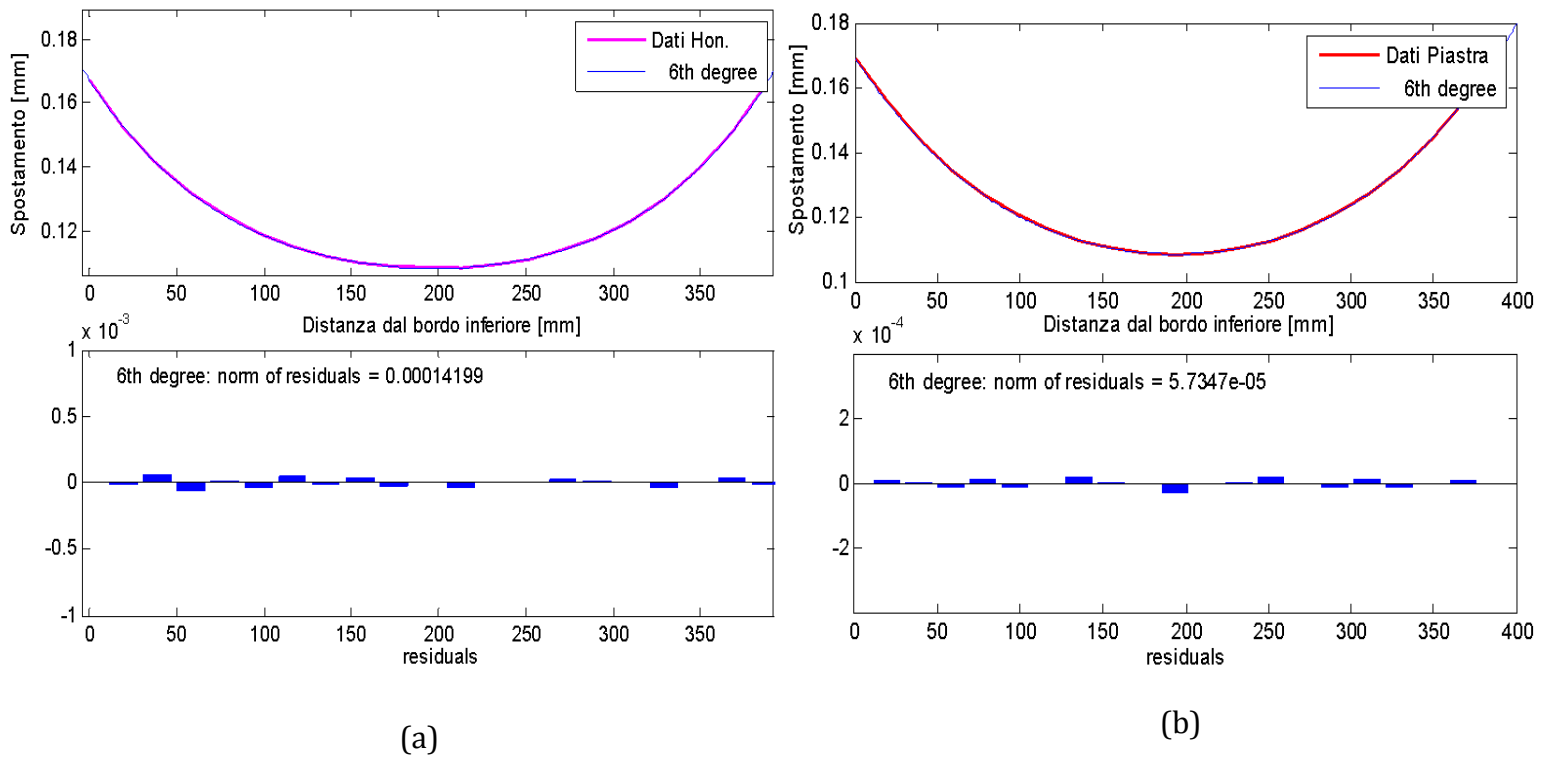 0.18
0.16
0.14
0.12
Spostamento [mm]
Dati Hon.
6th degree
0 50 100 150 200 250 300 350
Distanza dal bordo inferiore [mm]
x 10-3
1
0.5
0
-0.5
-1
6th degree: norm of residuals = 0.00014199
0 50 100 150 200 250 300 350
residuals
(a)
0.18
0.16
0.14
0.12
0.1
Spostamento [mm]
Dati Piastra
6th degree
0 50 100 150 200 250 300 350 400
Distanza dal bordo inferiore [mm]
x 10-4
2
0
-2
6th degree: norm of residuals = 5.7347e-05
0 50 100 150 200 250 300 350 400
residuals
(b)